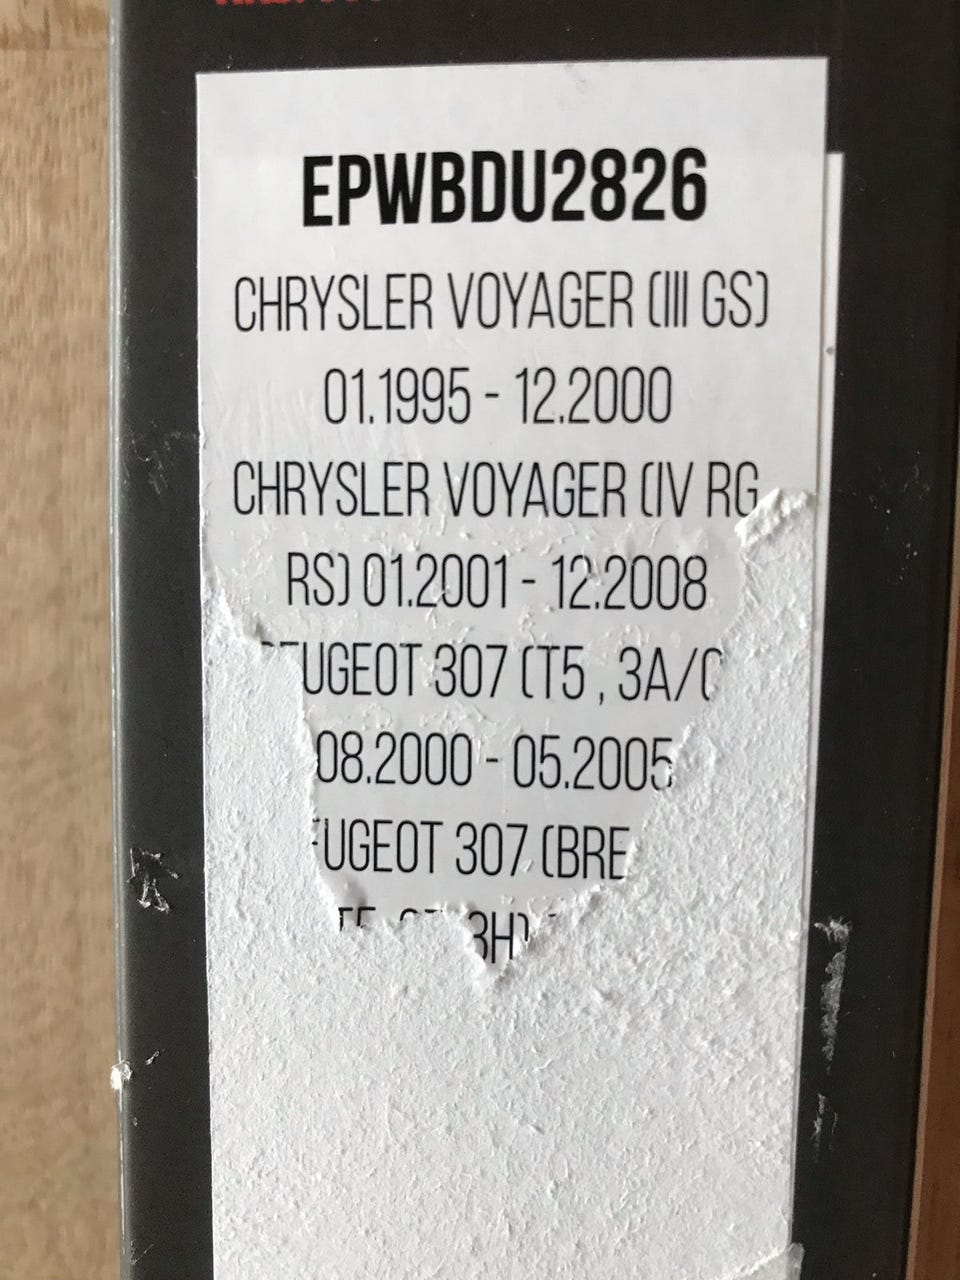 EPWBDU2826
CHRYSLER VOYAGER (III GS)
01.1995 - 12.2000
CHRYSLER VOYAGER (IV RG
RS) 01.2001 - 12.2008
UGEOT 307 (T5 , 3A/
08.2000 - 05.2005
UGEOT 307 (BRE
3H)